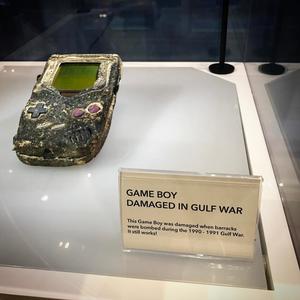 GAME BOY
DAMAGED IN GULF WAR
This Game Boy was damaged when barracks
were bombed during the 1990 - 1991 Gulf War.
It still works!